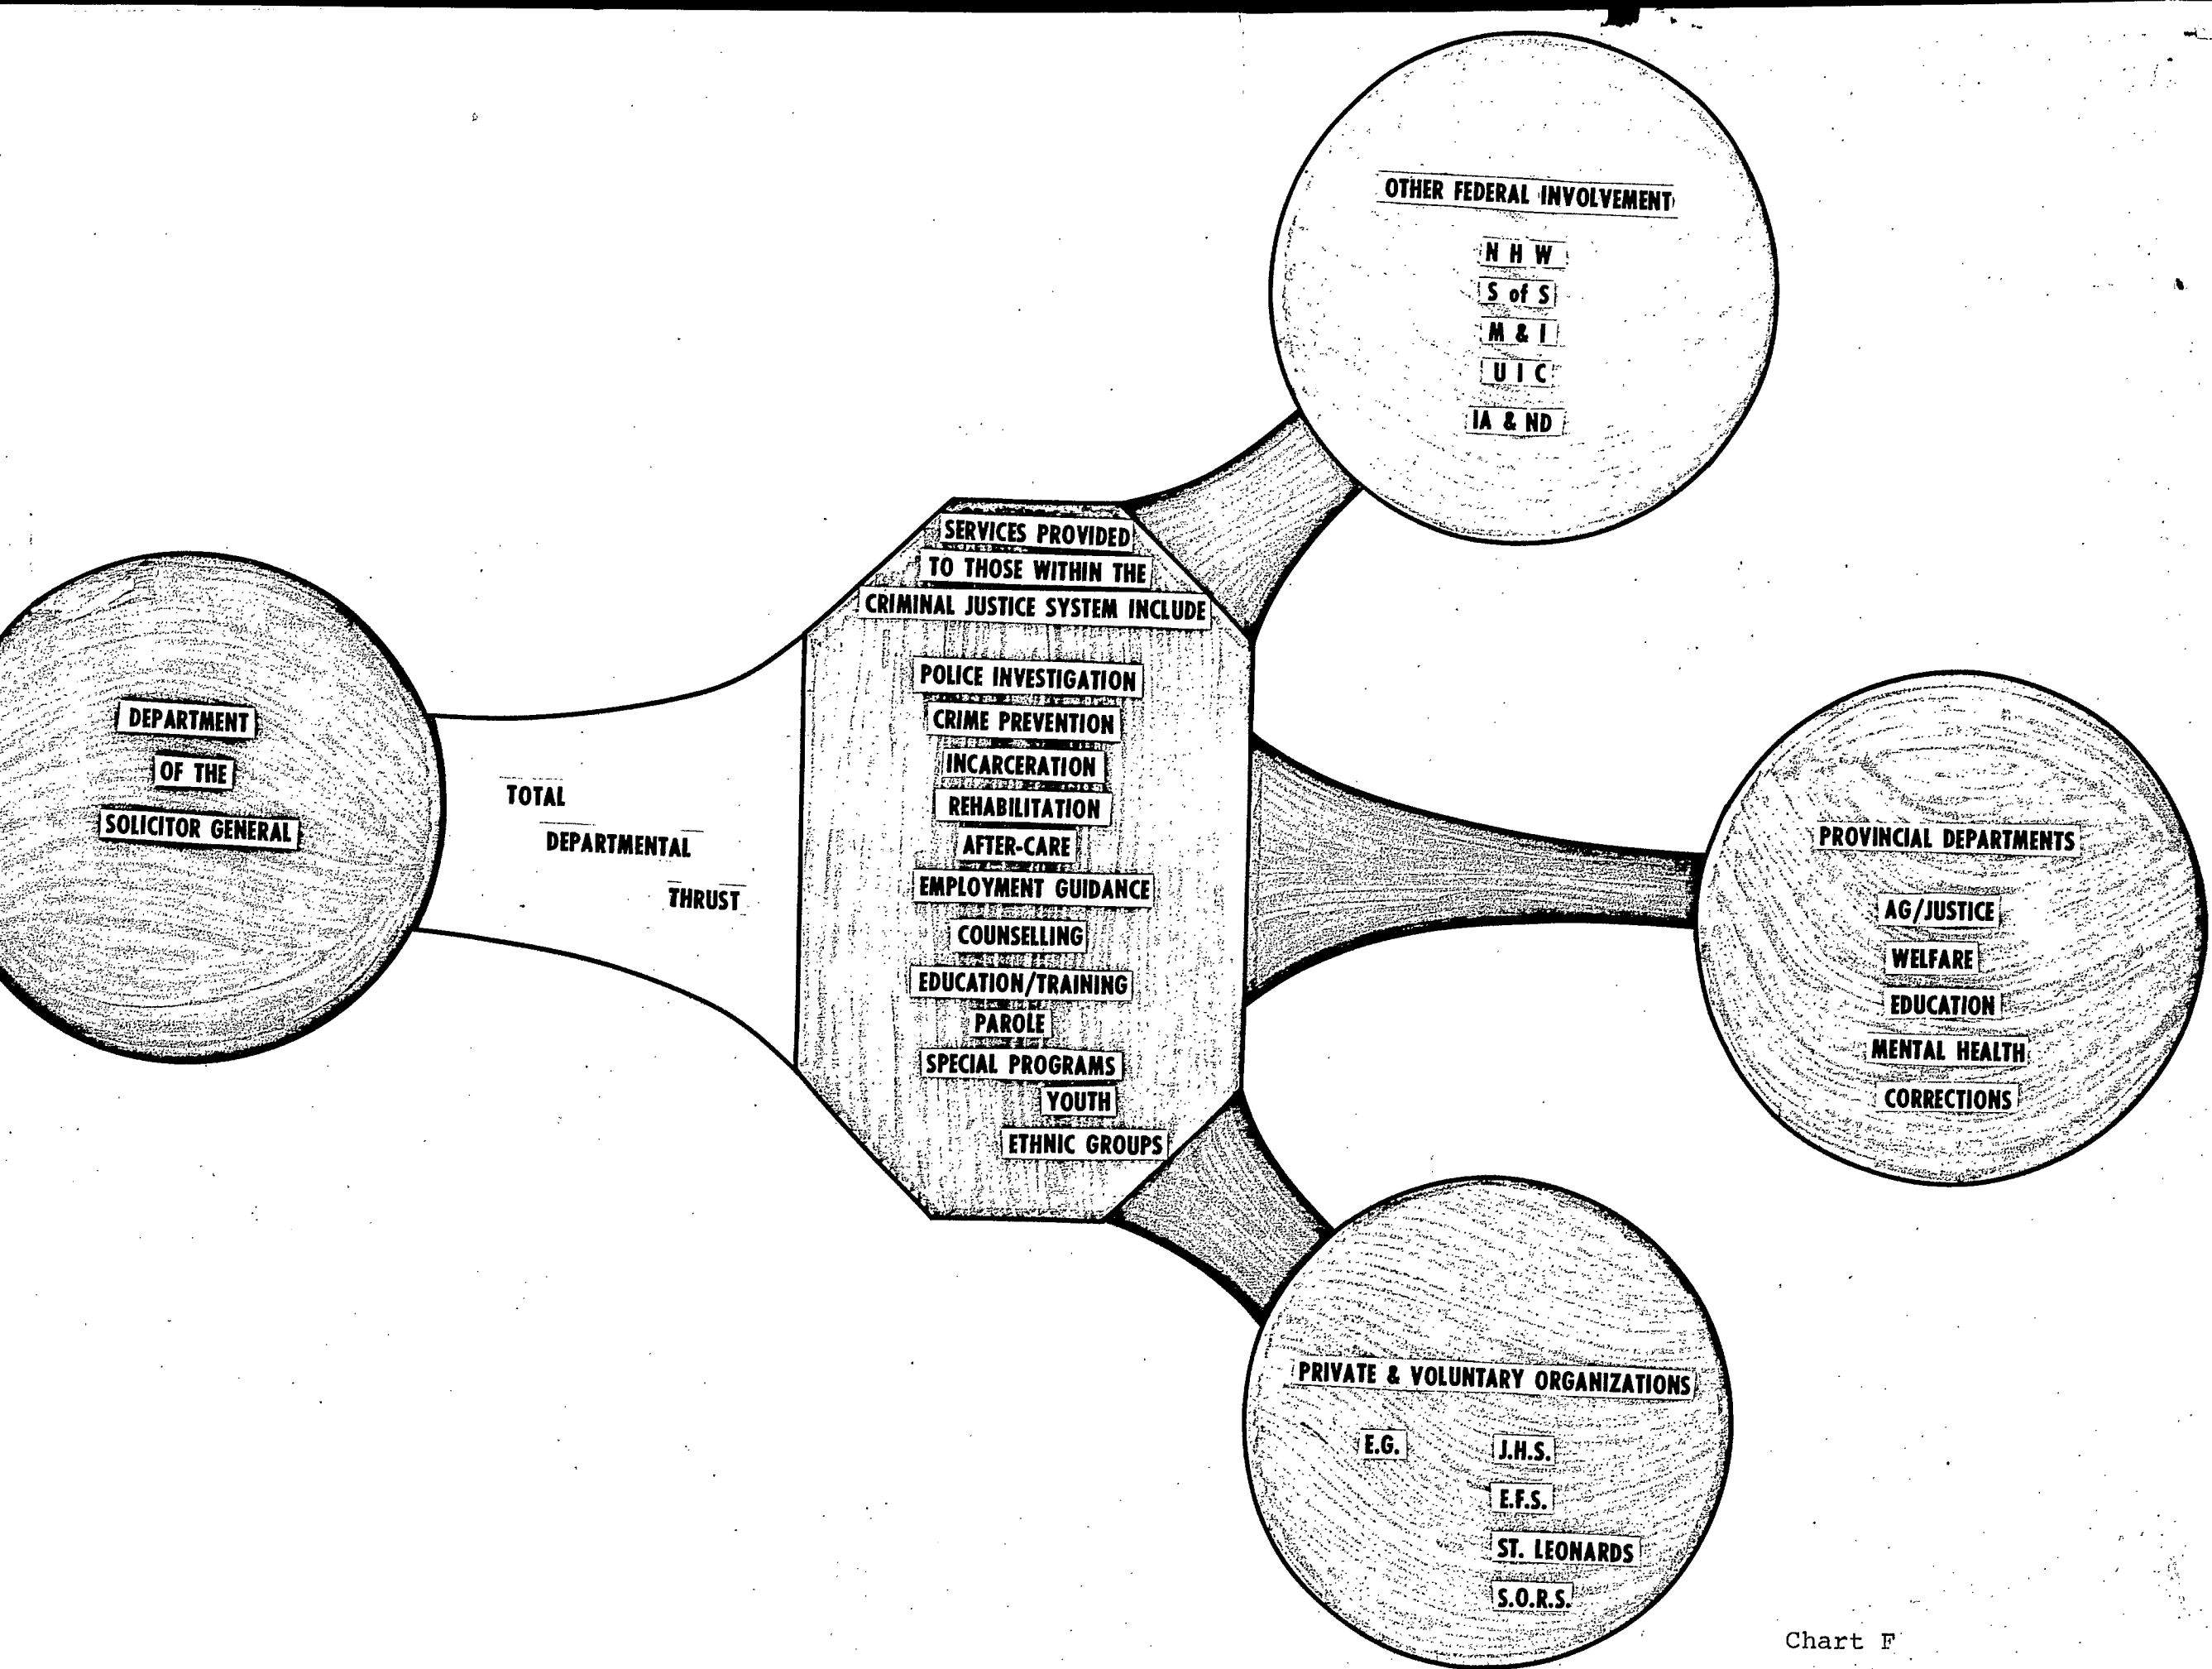 DEPARTMENT
OF THE
SOLICITOR GENERAL
TOTAL
DEPARTMENTAL
THRUST
SERVICES PROVIDED
TO THOSE WITHIN THE
CRIMINAL JUSTICE SYSTEM INCLUDE
POLICE INVESTIGATION
CRIME PREVENTION
INCARCERATION
REHABILITATION
AFTER-CARE
EMPLOYMENT GUIDANCE
COUNSELLING
EDUCATION/TRAINING
PAROLE
SPECIAL PROGRAMS
YOUTH
ETHNIC GROUPS
OTHER FEDERAL INVOLVEMENT
N H W
S of S
M & I
U I C
IA & ND
PROVINCIAL DEPARTMENTS
AG/JUSTICE
WELFARE
EDUCATION
MENTAL HEALTH
CORRECTIONS
PRIVATE & VOLUNTARY ORGANIZATIONS
E.G. J.H.S.
E.F.S.
ST. LEONARDS
S.O.R.S.
Chart F